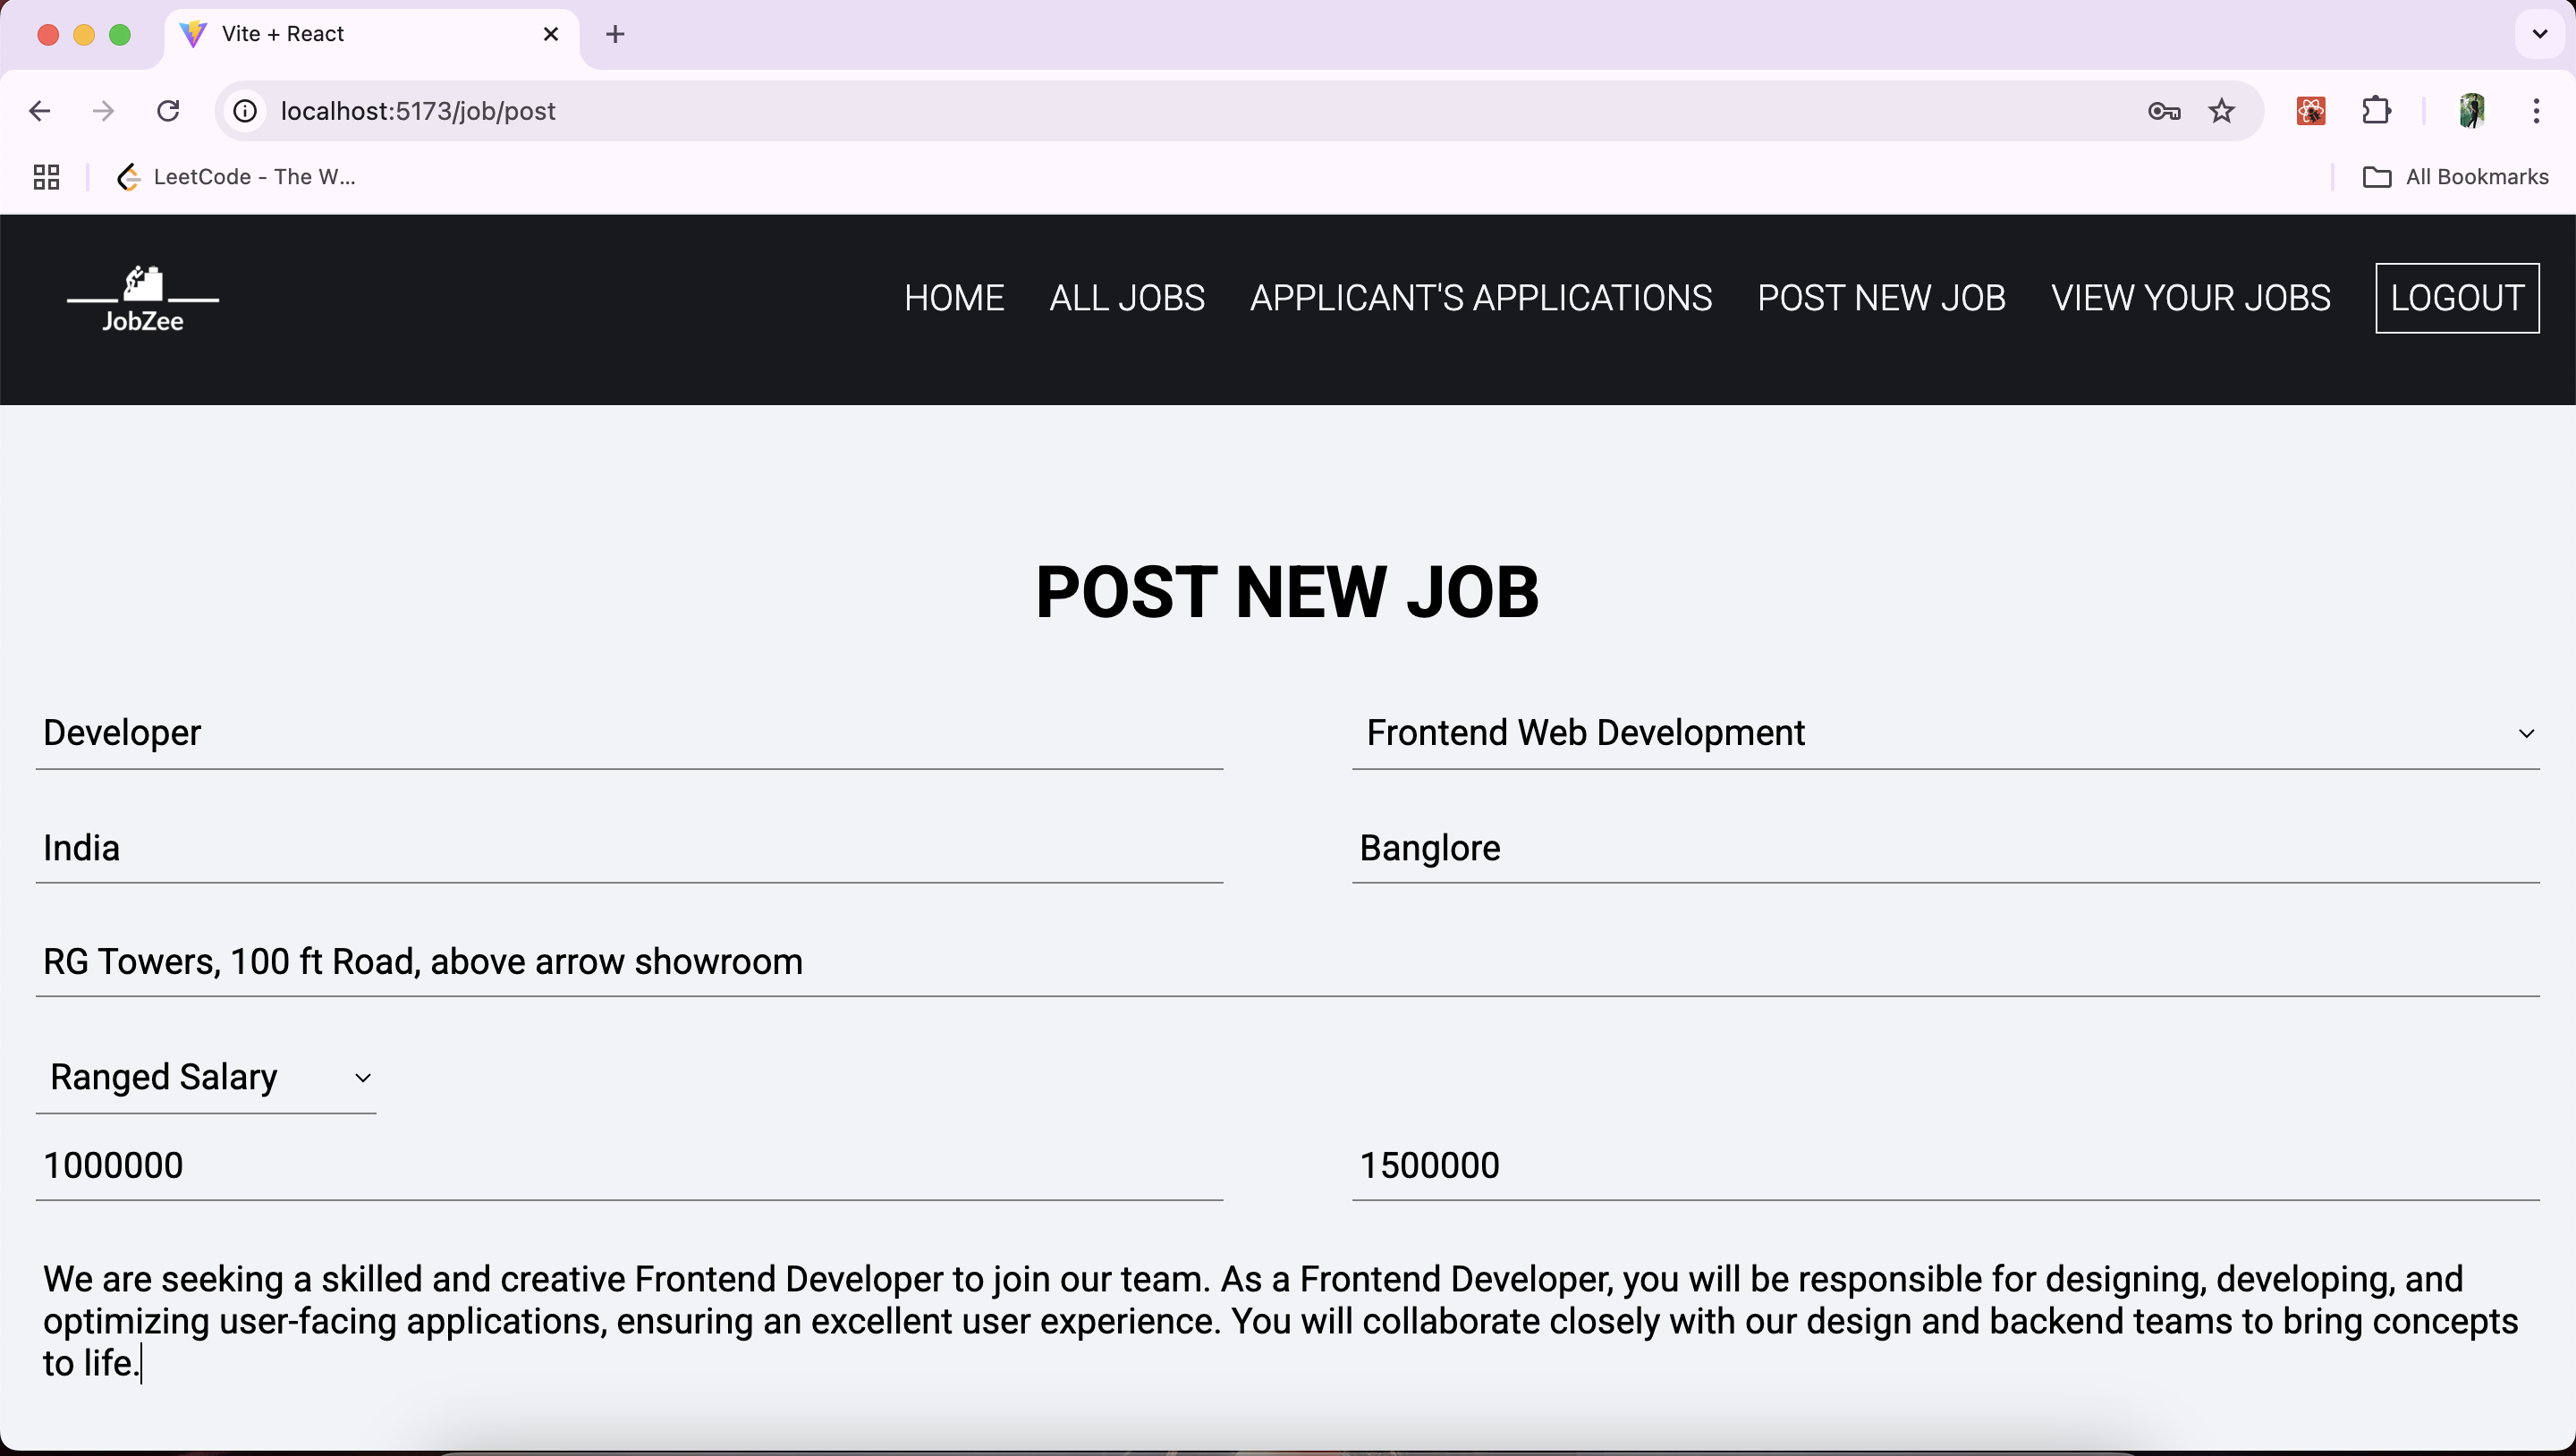 Vite + React
localhost:5173/job/post
LeetCode - The W...
All Bookmarks
JobZee
HOME ALL JOBS APPLICANT'S APPLICATIONS POST NEW JOB VIEW YOUR JOBS LOGOUT
POST NEW JOB
Developer
Frontend Web Development
India
Banglore
RG Towers, 100 ft Road, above arrow showroom
Ranged Salary
1000000
1500000
We are seeking a skilled and creative Frontend Developer to join our team. As a Frontend Developer, you will be responsible for designing, developing, and
optimizing user-facing applications, ensuring an excellent user experience. You will collaborate closely with our design and backend teams to bring concepts
to life.